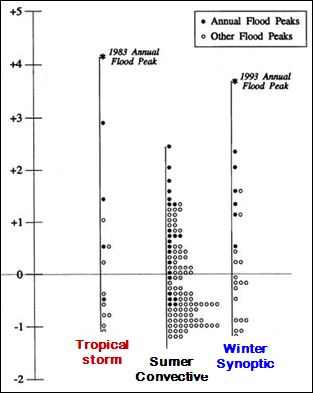 +5
Annual Flood Peaks
Other Flood Peaks
+4
1983 Annual
Flood Peak
1993 Annual
Flood Peak
+3
+2
+1
0
-1
-2
Tropical
storm
Sumer
Convective
Winter
Synoptic